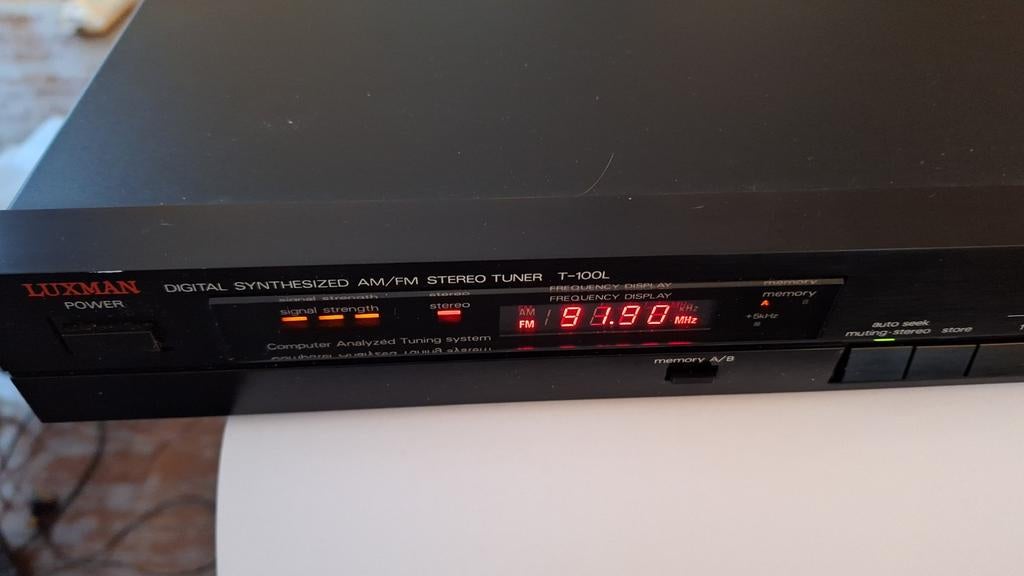 LUXMAN
DIGITAL SYNTHESIZED AM/FM STEREO TUNER T-100L
POWER
signal strength
stereo
FREQUENCY DISPLAY
AM
FM
91.90
kHz
MHz
memory
A
B
+5kHz
Computer Analyzed Tuning system
memory A/B
auto seek
muting·stereo
store